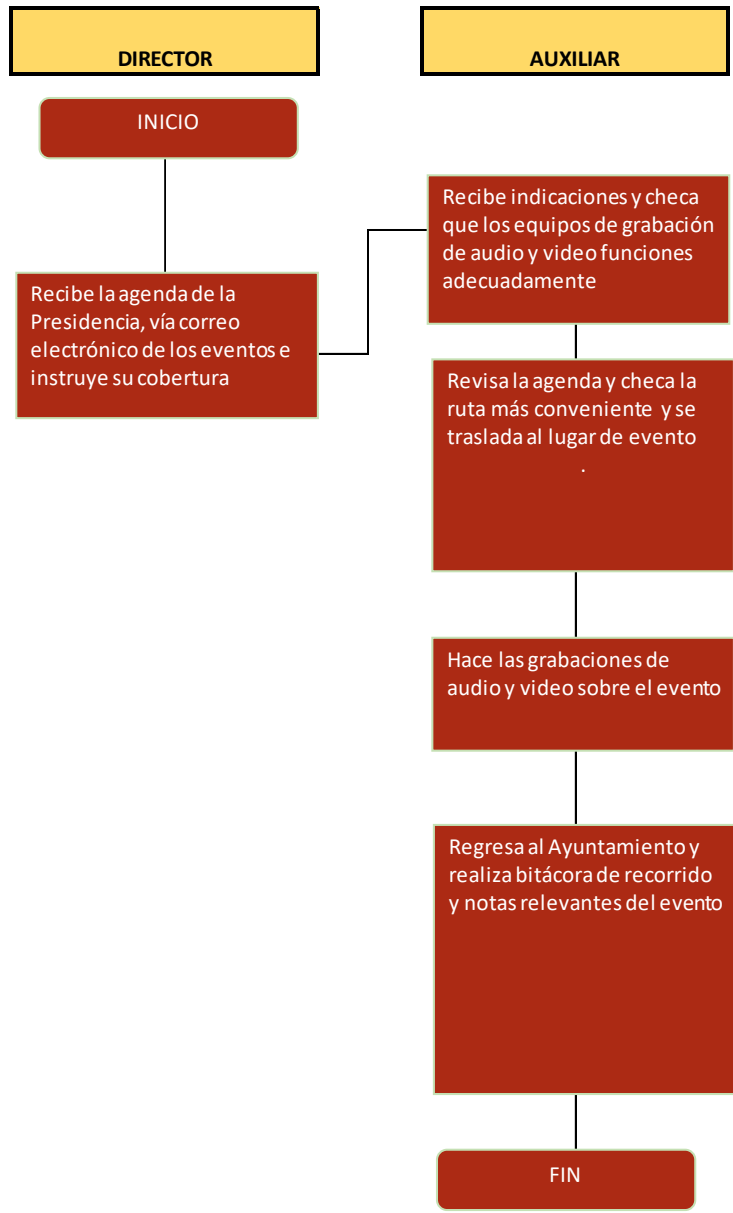 DIRECTOR
AUXILIAR
INICIO
Recibe la agenda de la
Presidencia, vía correo
electrónico de los eventos e
instruye su cobertura
Recibe indicaciones y checa
que los equipos de grabación
de audio y video funciones
adecuadamente
Revisa la agenda y checa la
ruta más conveniente y se
traslada al lugar de evento
.
Hace las grabaciones de
audio y video sobre el evento
Regresa al Ayuntamiento y
realiza bitácora de recorrido
y notas relevantes del evento
FIN